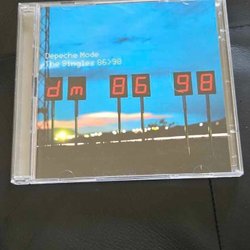 Depeche Mode
The Singles 86>98
dm 86 98